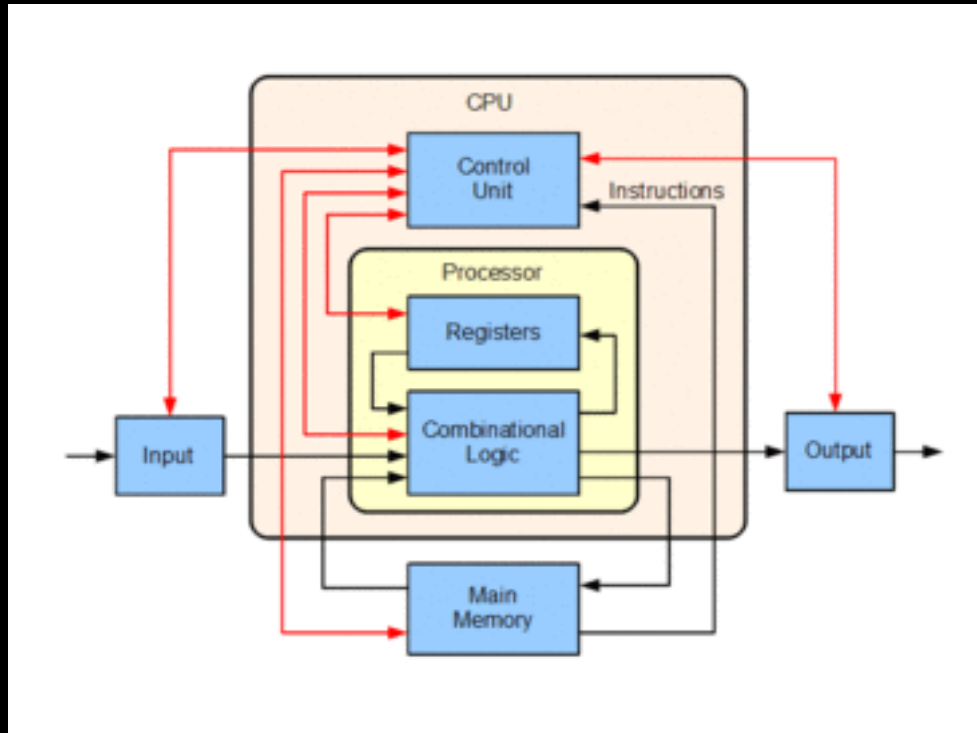 CPU
Control
Unit
Instructions
Processor
Registers
Combinational
Logic
Input
Output
Main
Memory